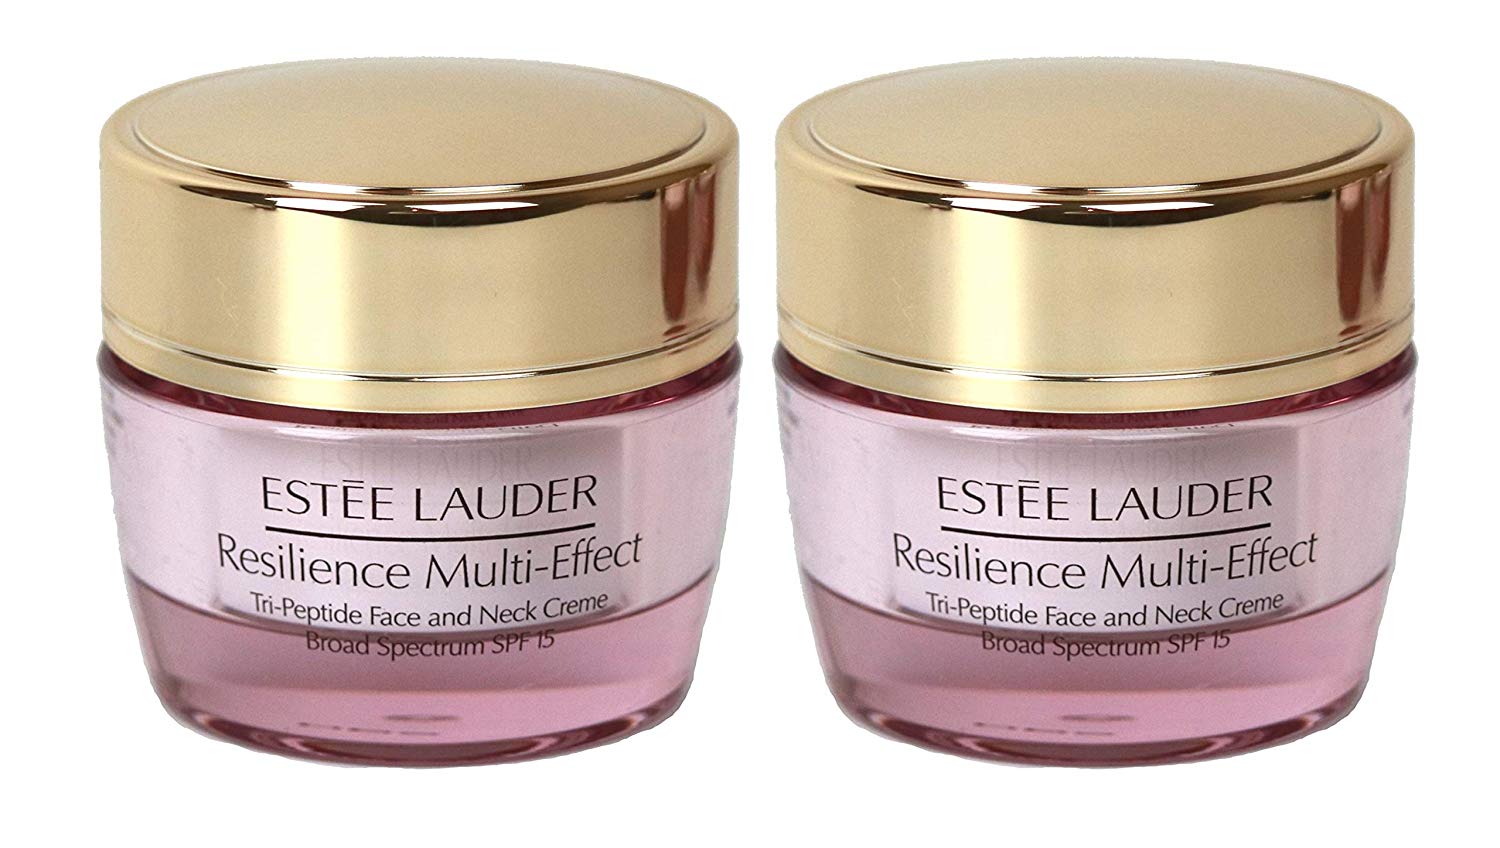 ESTĒE LAUDER
Resilience Multi-Effect
Tri-Peptide Face and Neck Creme
Broad Spectrum SPF 15
ESTĒE LAUDER
Resilience Multi-Effect
Tri-Peptide Face and Neck Creme
Broad Spectrum SPF 15